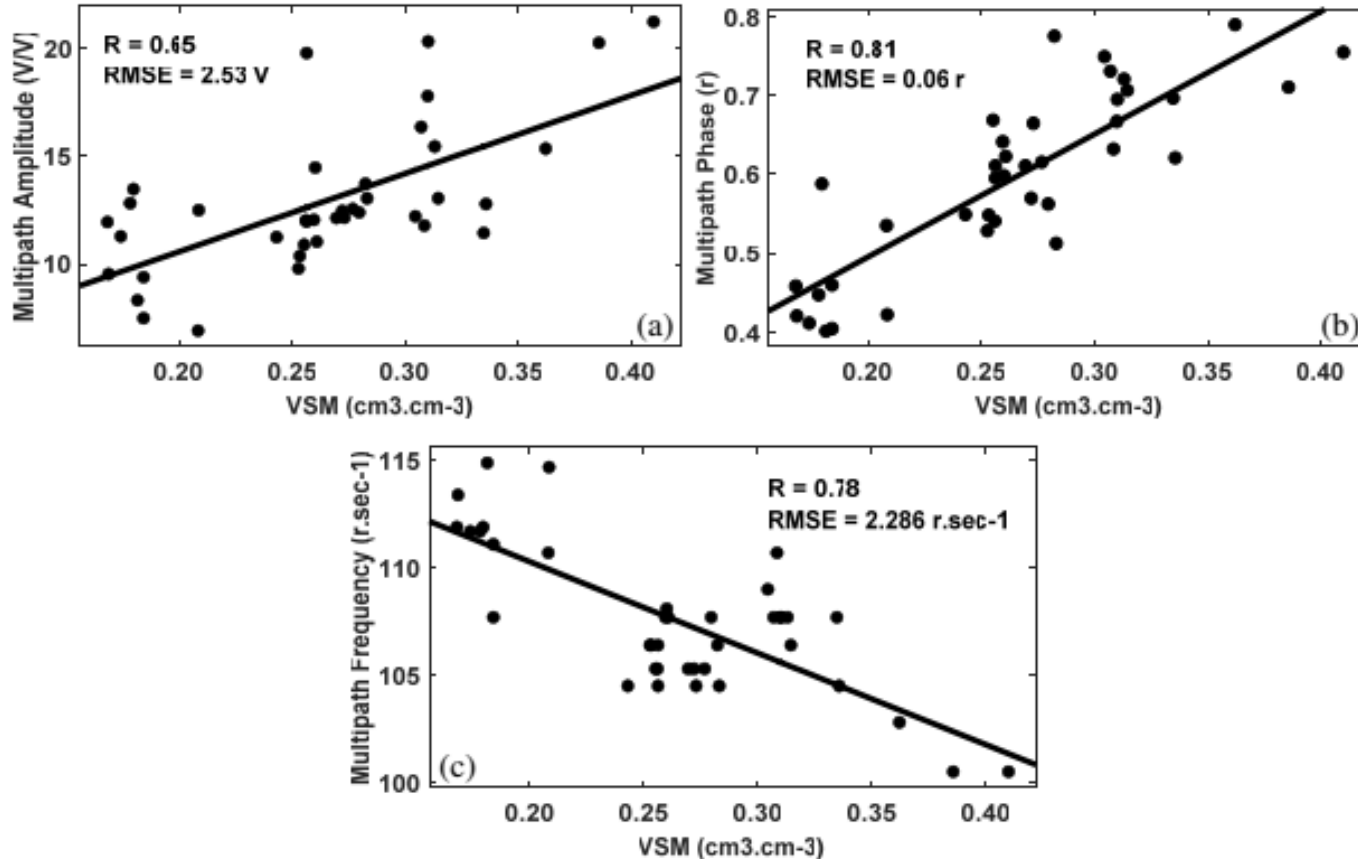 R = 0.65
RMSE = 2.53 V
Multipath Amplitude (V/V)
20
15
10
(a)
0.20 0.25 0.30 0.35 0.40
VSM (cm3.cm-3)
R = 0.81
RMSE = 0.06 r
Multipath Phase (r)
0.8
0.7
0.6
0.5
0.4
(b)
0.20 0.25 0.30 0.35 0.40
VSM (cm3.cm-3)
R = 0.78
RMSE = 2.286 r.sec-1
Multipath Frequency (r.sec-1)
115
110
105
100
(c)
0.20 0.25 0.30 0.35 0.40
VSM (cm3.cm-3)